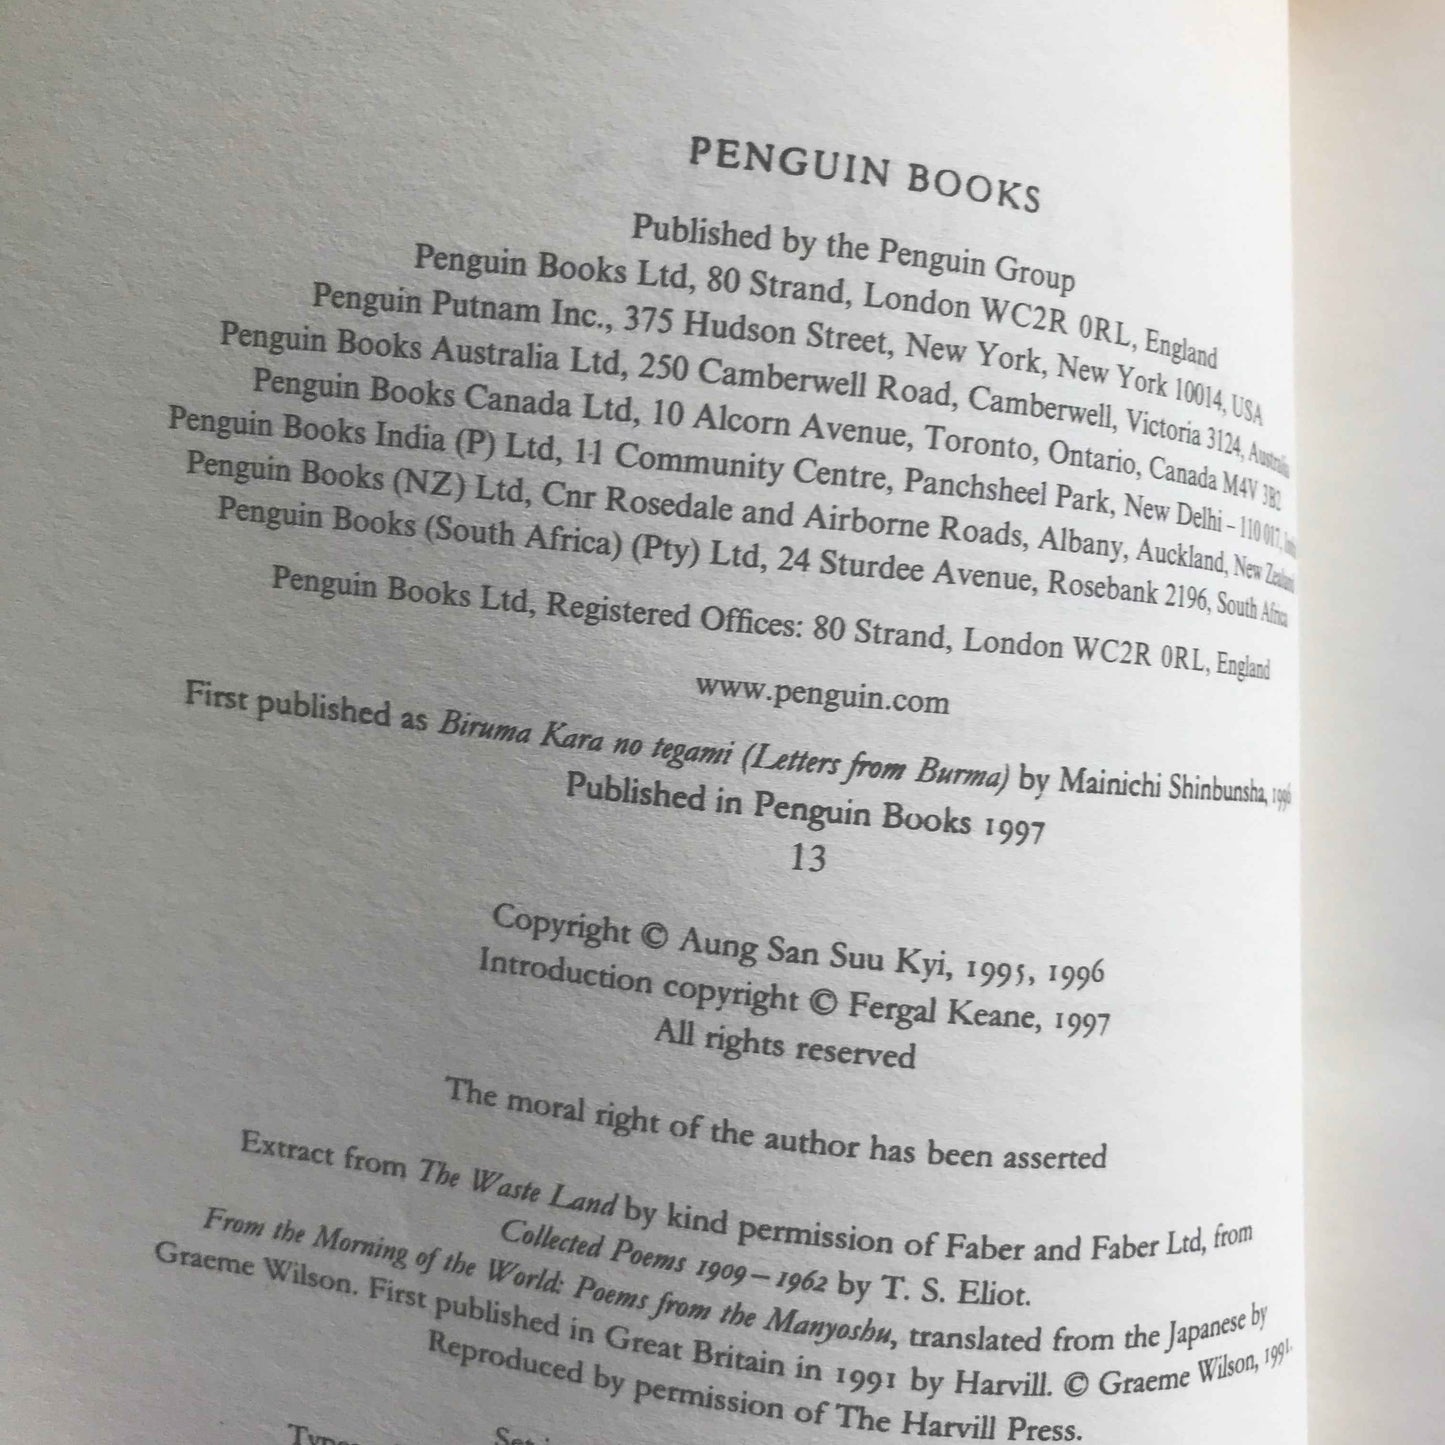 PENGUIN BOOKS
Published by the Penguin Group
Penguin Books Ltd, 80 Strand, London WC2R 0RL, England
Penguin Putnam Inc., 375 Hudson Street, New York, New York 10014, USA
Penguin Books Australia Ltd, 250 Camberwell Road, Camberwell, Victoria 3124, Australia
Penguin Books Canada Ltd, 10 Alcorn Avenue, Toronto, Ontario, Canada M4V 3B2
Penguin Books India (P) Ltd, 11 Community Centre, Panchsheel Park, New Delhi – 110 017, India
Penguin Books (NZ) Ltd, Cnr Rosedale and Airborne Roads, Albany, Auckland, New Zealand
Penguin Books (South Africa) (Pty) Ltd, 24 Sturdee Avenue, Rosebank 2196, South Africa
Penguin Books Ltd, Registered Offices: 80 Strand, London WC2R 0RL, England
www.penguin.com
First published as Biruma Kara no tegami (Letters from Burma) by Mainichi Shinbunsha, 1996
Published in Penguin Books 1997
13
Copyright © Aung San Suu Kyi, 1995, 1996
Introduction copyright © Fergal Keane, 1997
All rights reserved
The moral right of the author has been asserted
Extract from The Waste Land by kind permission of Faber and Faber Ltd, from
Collected Poems 1909–1962 by T. S. Eliot.
From the Morning of the World: Poems from the Manyoshu, translated from the Japanese by
Graeme Wilson. First published in Great Britain in 1991 by Harvill. © Graeme Wilson, 1991.
Reproduced by permission of The Harvill Press.